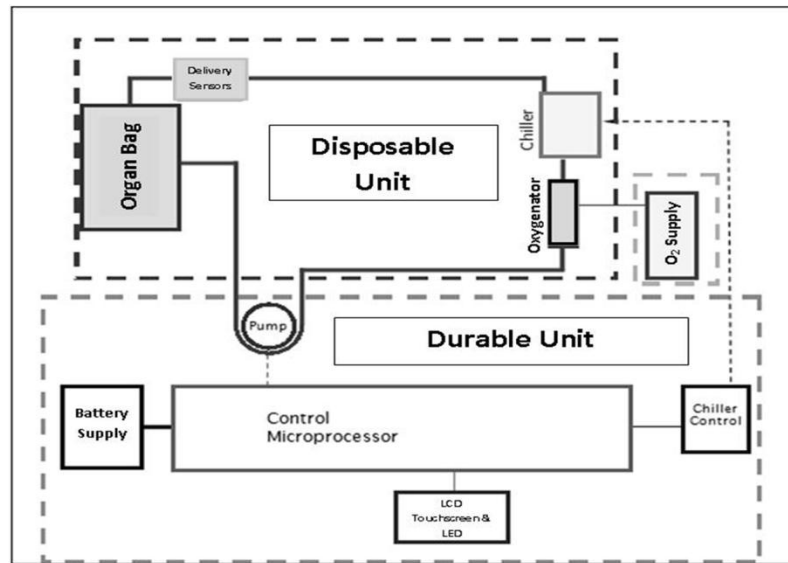 Delivery
Sensors
Organ Bag
Disposable
Unit
Chiller
Oxygenator
O₂ Supply
Pump
Durable Unit
Battery
Supply
Control
Microprocessor
Chiller
Control
LCD
Touchscreen &
LED